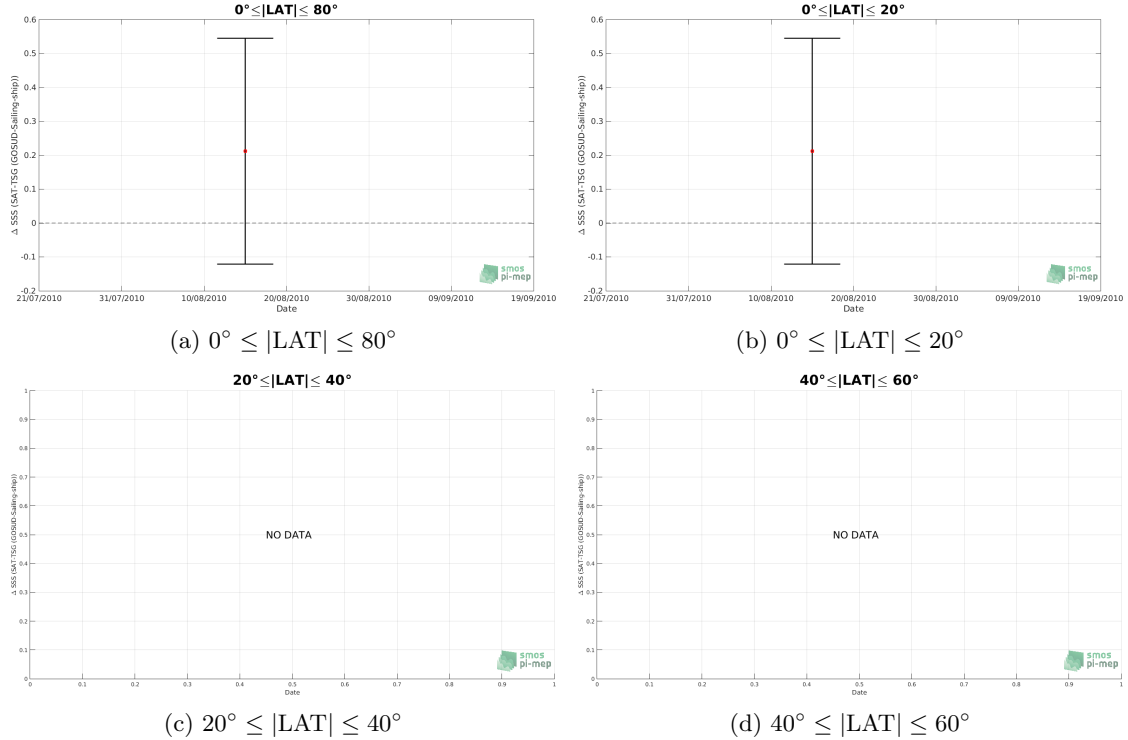 0°≤|LAT|≤ 80°
Δ SSS (SAT-TSG (GOSUD-Sailing-ship))
0.6
0.5
0.4
0.3
0.2
0.1
0
-0.1
-0.2
21/07/2010 31/07/2010 10/08/2010 20/08/2010 30/08/2010 09/09/2010 19/09/2010
Date
smos
pi-mep
(a) 0° ≤ |LAT| ≤ 80°
0°≤|LAT|≤ 20°
Δ SSS (SAT-TSG (GOSUD-Sailing-ship))
0.6
0.5
0.4
0.3
0.2
0.1
0
-0.1
-0.2
21/07/2010 31/07/2010 10/08/2010 20/08/2010 30/08/2010 09/09/2010 19/09/2010
Date
smos
pi-mep
(b) 0° ≤ |LAT| ≤ 20°
20°≤|LAT|≤ 40°
Δ SSS (SAT-TSG (GOSUD-Sailing-ship))
1
0.9
0.8
0.7
0.6
0.5
0.4
0.3
0.2
0.1
0
NO DATA
0 0.1 0.2 0.3 0.4 0.5 0.6 0.7 0.8 0.9 1
Date
smos
pi-mep
(c) 20° ≤ |LAT| ≤ 40°
40°≤|LAT|≤ 60°
Δ SSS (SAT-TSG (GOSUD-Sailing-ship))
1
0.9
0.8
0.7
0.6
0.5
0.4
0.3
0.2
0.1
0
NO DATA
0 0.1 0.2 0.3 0.4 0.5 0.6 0.7 0.8 0.9 1
Date
smos
pi-mep
(d) 40° ≤ |LAT| ≤ 60°